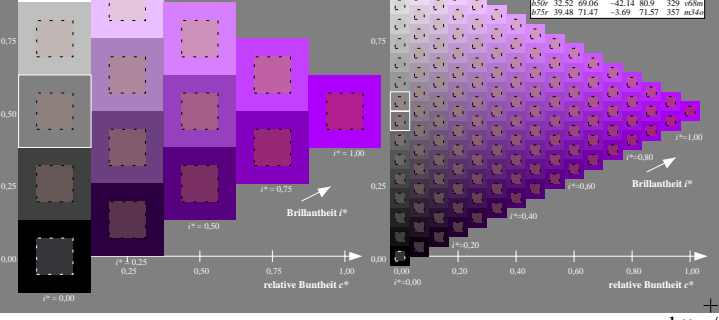 b50r 32.52 69.06 −42.14 80.9 329 v68m
b75r 39.48 71.47 −3.69 71.57 357 m34o
0,75
0,50
0,25
0,00
i* = 1,00
i* = 0,75
i* = 0,50
i* = 0,25
i* = 0,00
Brillantheit i*
0,25 0,50 0,75 1,00
relative Buntheit c*
0,75
0,50
0,25
0,00
i*=1,00
i*=0,80
i*=0,60
i*=0,40
i*=0,20
i*=0,00
Brillantheit i*
0,00 0,20 0,40 0,60 0,80 1,00
relative Buntheit c*